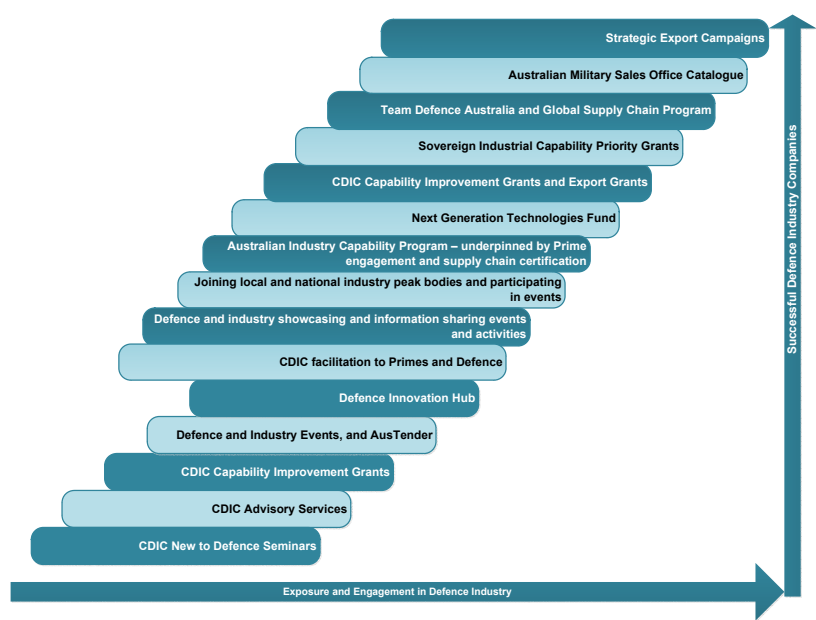 Strategic Export Campaigns
Australian Military Sales Office Catalogue
Team Defence Australia and Global Supply Chain Program
Sovereign Industrial Capability Priority Grants
CDIC Capability Improvement Grants and Export Grants
Next Generation Technologies Fund
Australian Industry Capability Program – underpinned by Prime
engagement and supply chain certification
Joining local and national industry peak bodies and participating
in events
Defence and industry showcasing and information sharing events
and activities
CDIC facilitation to Primes and Defence
Defence Innovation Hub
Defence and Industry Events, and AusTender
CDIC Capability Improvement Grants
CDIC Advisory Services
CDIC New to Defence Seminars
Exposure and Engagement in Defence Industry
Successful Defence Industry Companies